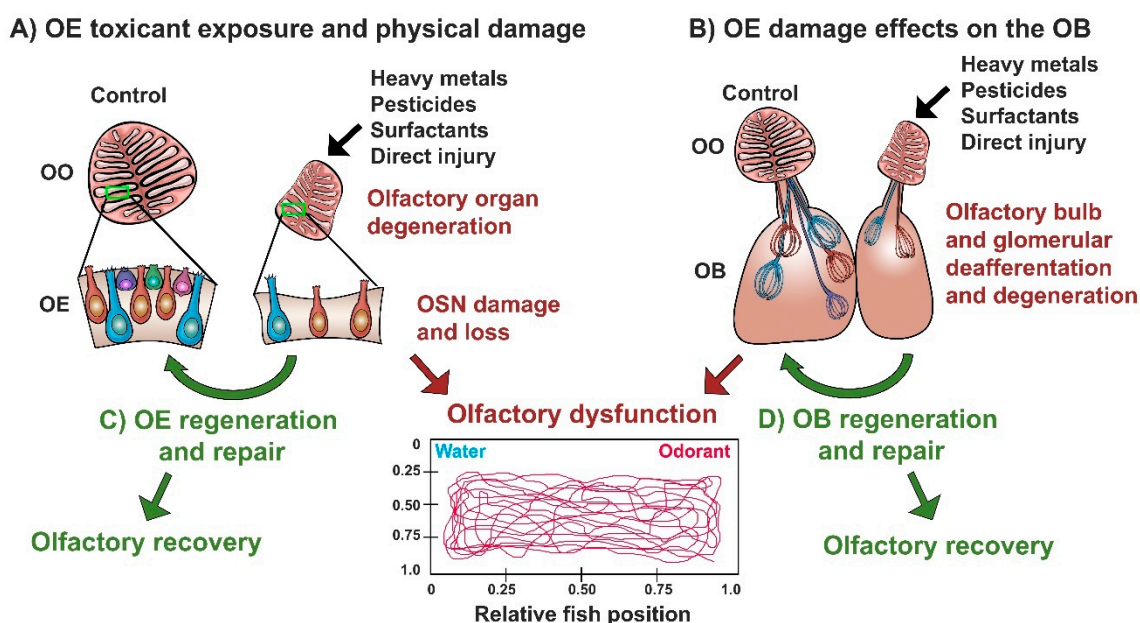 A) OE toxicant exposure and physical damage
Control
OO
OE
Heavy metals
Pesticides
Surfactants
Direct injury
Olfactory organ
degeneration
OSN damage
and loss
B) OE damage effects on the OB
Control
OO
OB
Heavy metals
Pesticides
Surfactants
Direct injury
Olfactory bulb
and glomerular
deafferentation
and degeneration
C) OE regeneration
and repair
Olfactory recovery
Olfactory dysfunction
Water
Odorant
0
0.25
0.50
0.75
1.0
0
0.25
0.50
0.75
1.0
Relative fish position
D) OB regeneration
and repair
Olfactory recovery